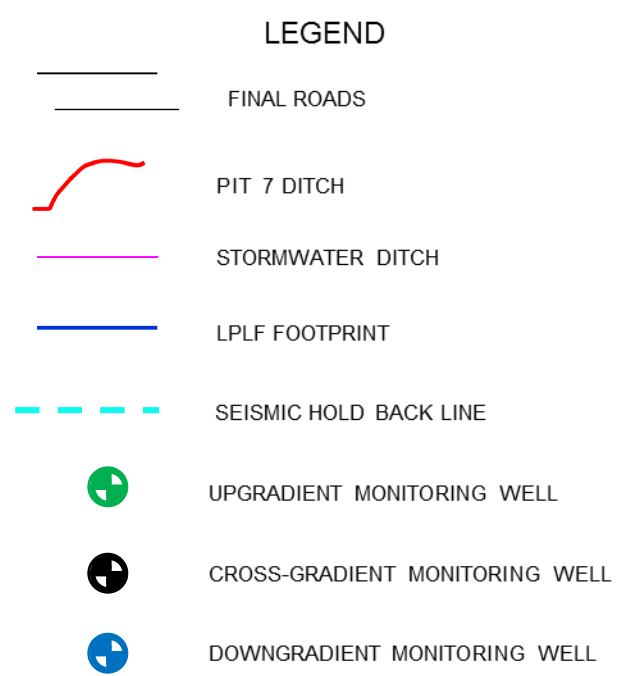 LEGEND
FINAL ROADS
PIT 7 DITCH
STORMWATER DITCH
LPLF FOOTPRINT
SEISMIC HOLD BACK LINE
UPGRADIENT MONITORING WELL
CROSS-GRADIENT MONITORING WELL
DOWNGRADIENT MONITORING WELL